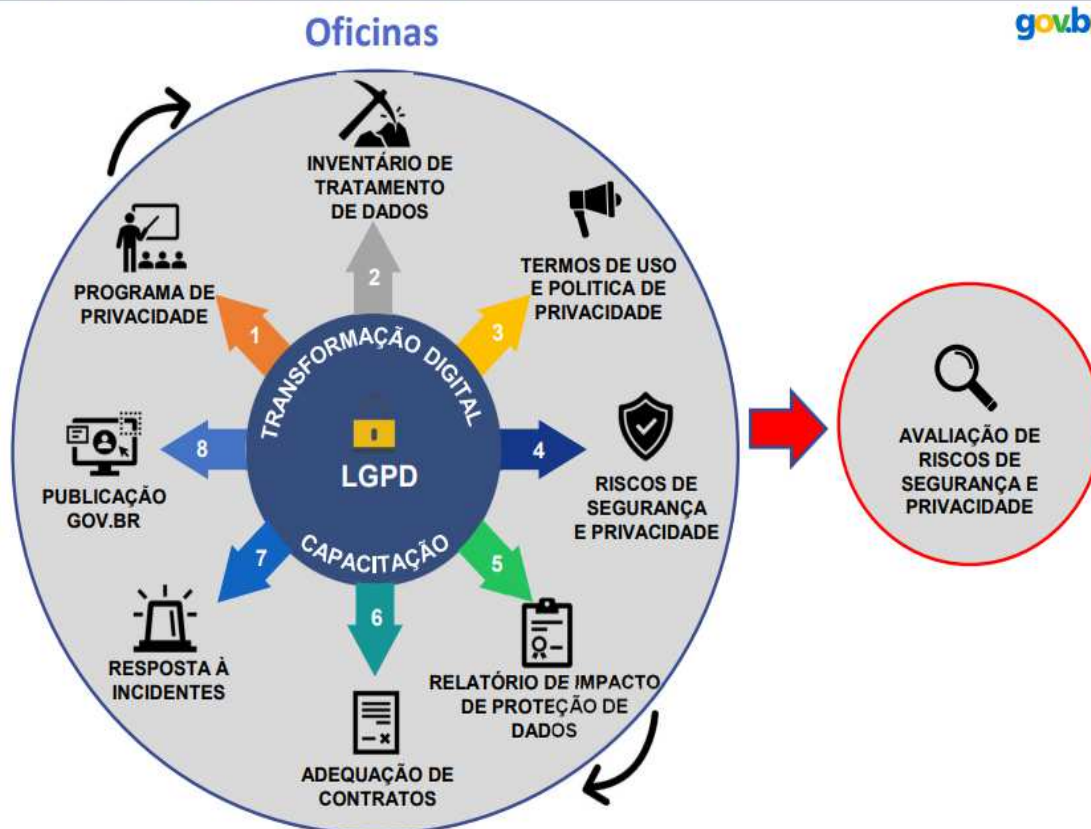 Oficinas
gov.b
INVENTÁRIO DE
TRATAMENTO
DE DADOS
PROGRAMA DE
PRIVACIDADE
TERMOS DE USO
E POLITICA DE
PRIVACIDADE
1
2
3
TRANSFORMAÇÃO DIGITAL
LGPD
CAPACITAÇÃO
8
4
PUBLICAÇÃO
GOV.BR
RISCOS DE
SEGURANÇA
E PRIVACIDADE
7
6
5
RESPOSTA À
INCIDENTES
ADEQUAÇÃO DE
CONTRATOS
RELATÓRIO DE IMPACTO
DE PROTEÇÃO DE
DADOS
AVALIAÇÃO DE
RISCOS DE
SEGURANÇA E
PRIVACIDADE